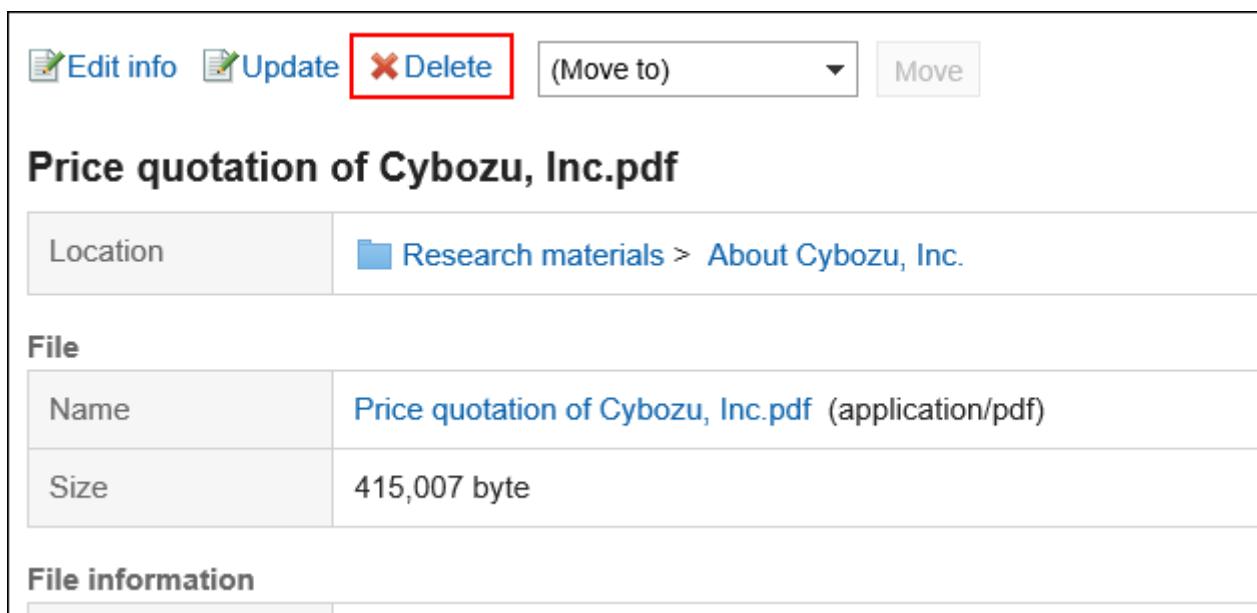 Edit info Update Delete (Move to) Move
Price quotation of Cybozu, Inc.pdf
Location Research materials > About Cybozu, Inc.
File
Name Price quotation of Cybozu, Inc.pdf (application/pdf)
Size 415,007 byte
File information